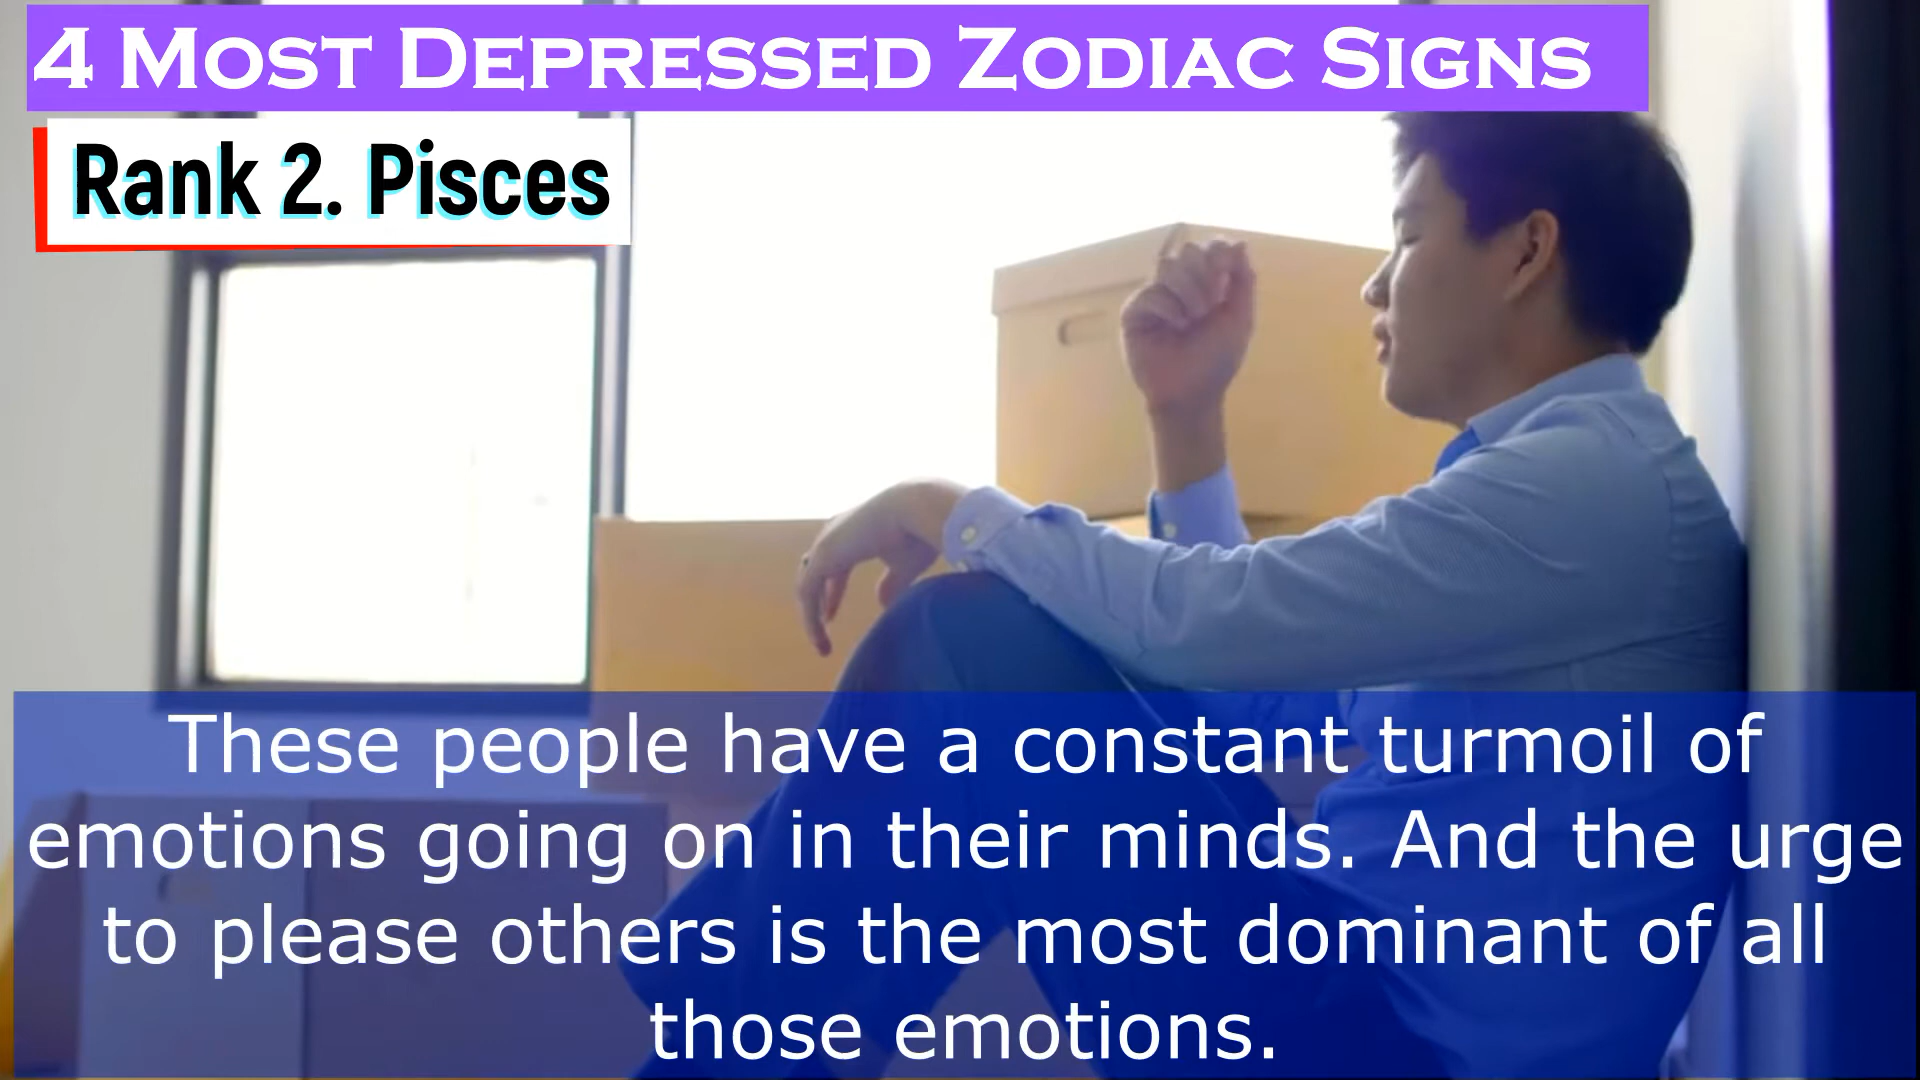 4 Most Depressed Zodiac Signs
Rank 2. Pisces
These people have a constant turmoil of
emotions going on in their minds. And the urge
to please others is the most dominant of all
those emotions.